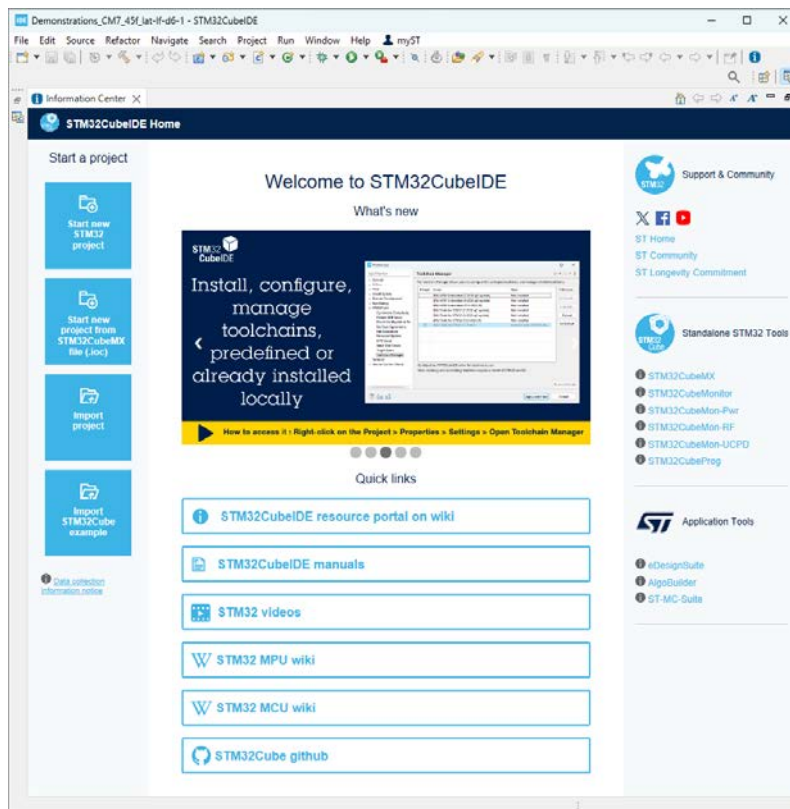 IDE Demonstrations_CM7_45f_lat-lf-d6-1 - STM32CubeIDE
File Edit Source Refactor Navigate Search Project Run Window Help myST
Information Center
STM32CubeIDE Home
Start a project
Start new
STM32
project
Start new
project from
STM32CubeMX
file (.ioc)
Import
project
Import
STM32Cube
example
Data collection
information notice
Welcome to STM32CubeIDE
What's new
STM32
CubeIDE
Install, configure,
manage
toolchains,
predefined or
already installed
locally
Toolchain Manager
How to access it : Right-click on the Project > Properties > Settings > Open Toolchain Manager
Quick links
STM32CubeIDE resource portal on wiki
STM32CubeIDE manuals
STM32 videos
STM32 MPU wiki
STM32 MCU wiki
STM32Cube github
STM32
Support & Community
ST Home
ST Community
ST Longevity Commitment
STM32
Cube
Standalone STM32 Tools
STM32CubeMX
STM32CubeMonitor
STM32CubeMon-Pwr
STM32CubeMon-RF
STM32CubeMon-UCPD
STM32CubeProg
ST
Application Tools
eDesignSuite
AlgoBuilder
ST-MC-Suite